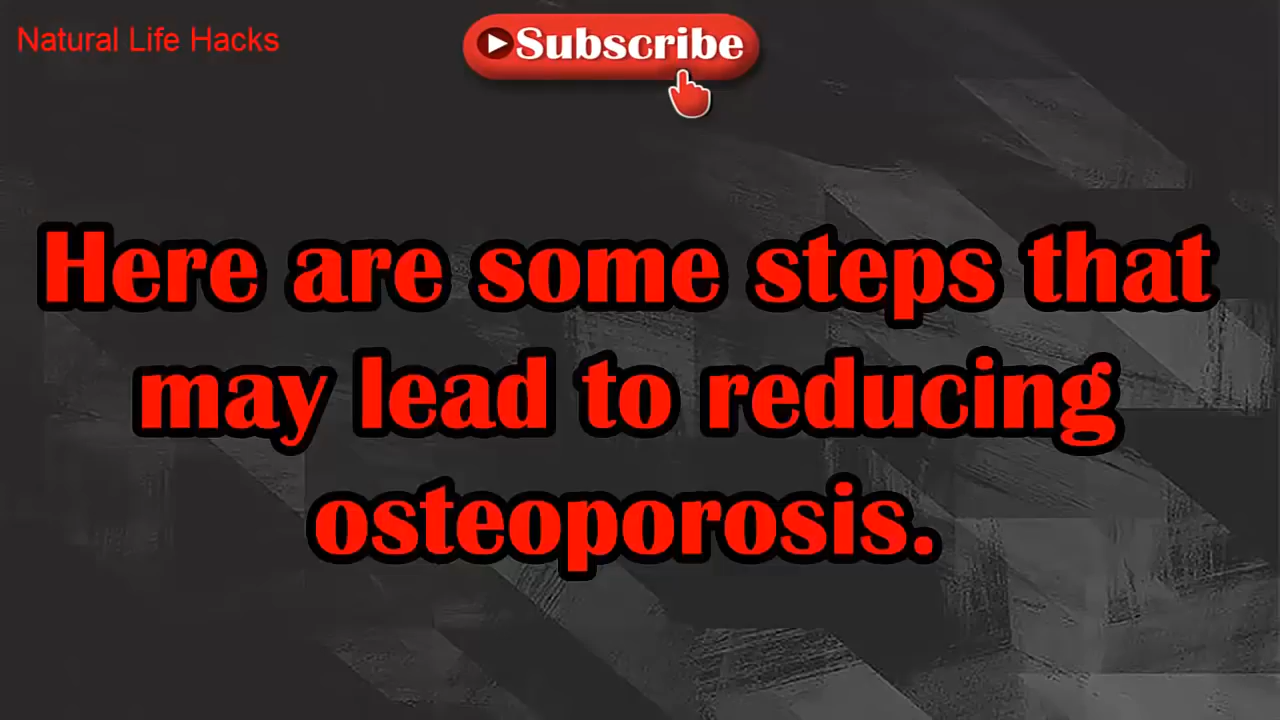 Natural Life Hacks
Subscribe
Here are some steps that
may lead to reducing
osteoporosis.